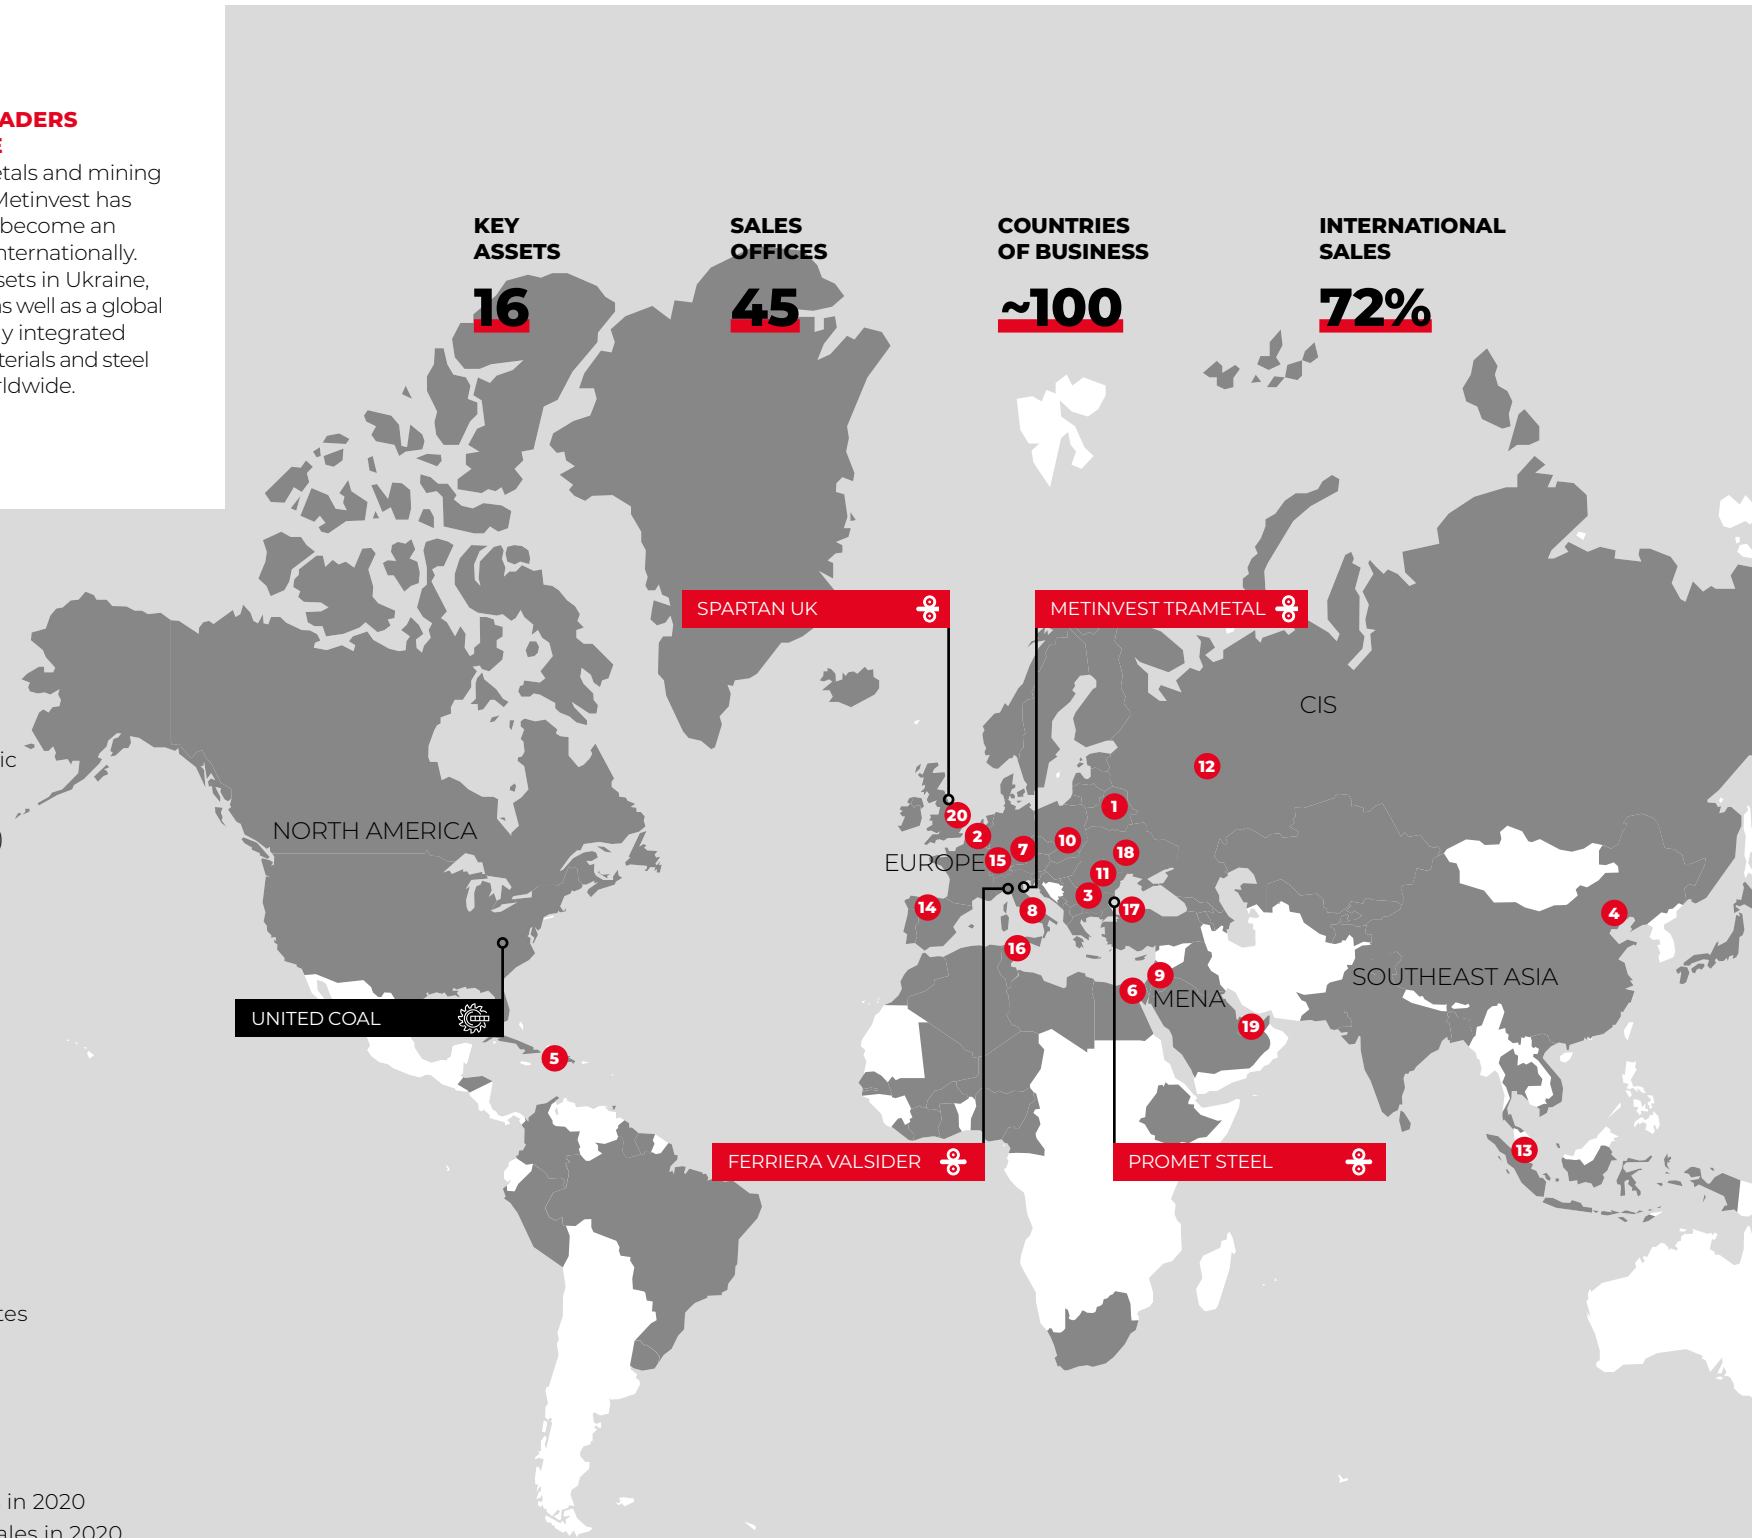 ADERS
E
etals and mining
Metinvest has
become an
nternationally.
sets in Ukraine,
as well as a global
y integrated
terials and steel
rldwide.
KEY
ASSETS
16
SALES
OFFICES
45
COUNTRIES
OF BUSINESS
~100
INTERNATIONAL
SALES
72%
SPARTAN UK
METINVEST TRAMETAL
CIS
ic
12
1
20
2
10
NORTH AMERICA
)
7
18
EUROPE
15
11
3
14
8
17
4
16
9
SOUTHEAST ASIA
6
MENA
UNITED COAL
19
5
13
FERRIERA VALSIDER
PROMET STEEL
tes
in 2020
ales in 2020